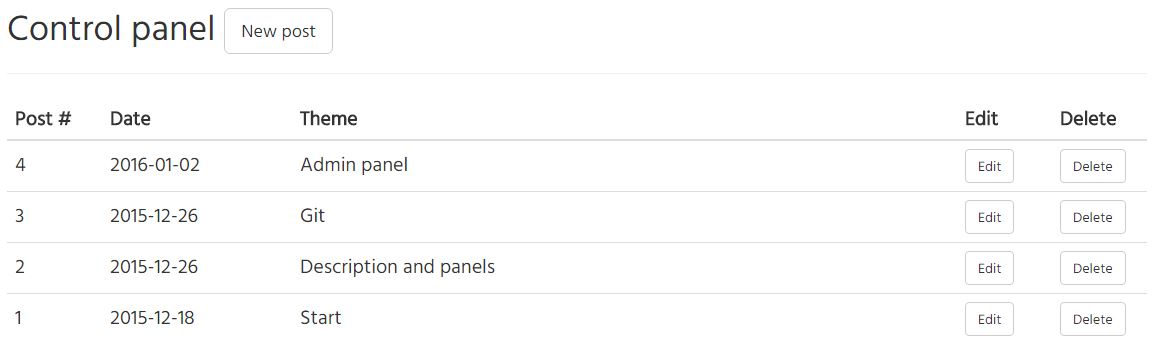 Control panel New post
Post # Date Theme Edit Delete
4 2016-01-02 Admin panel Edit Delete
3 2015-12-26 Git Edit Delete
2 2015-12-26 Description and panels Edit Delete
1 2015-12-18 Start Edit Delete